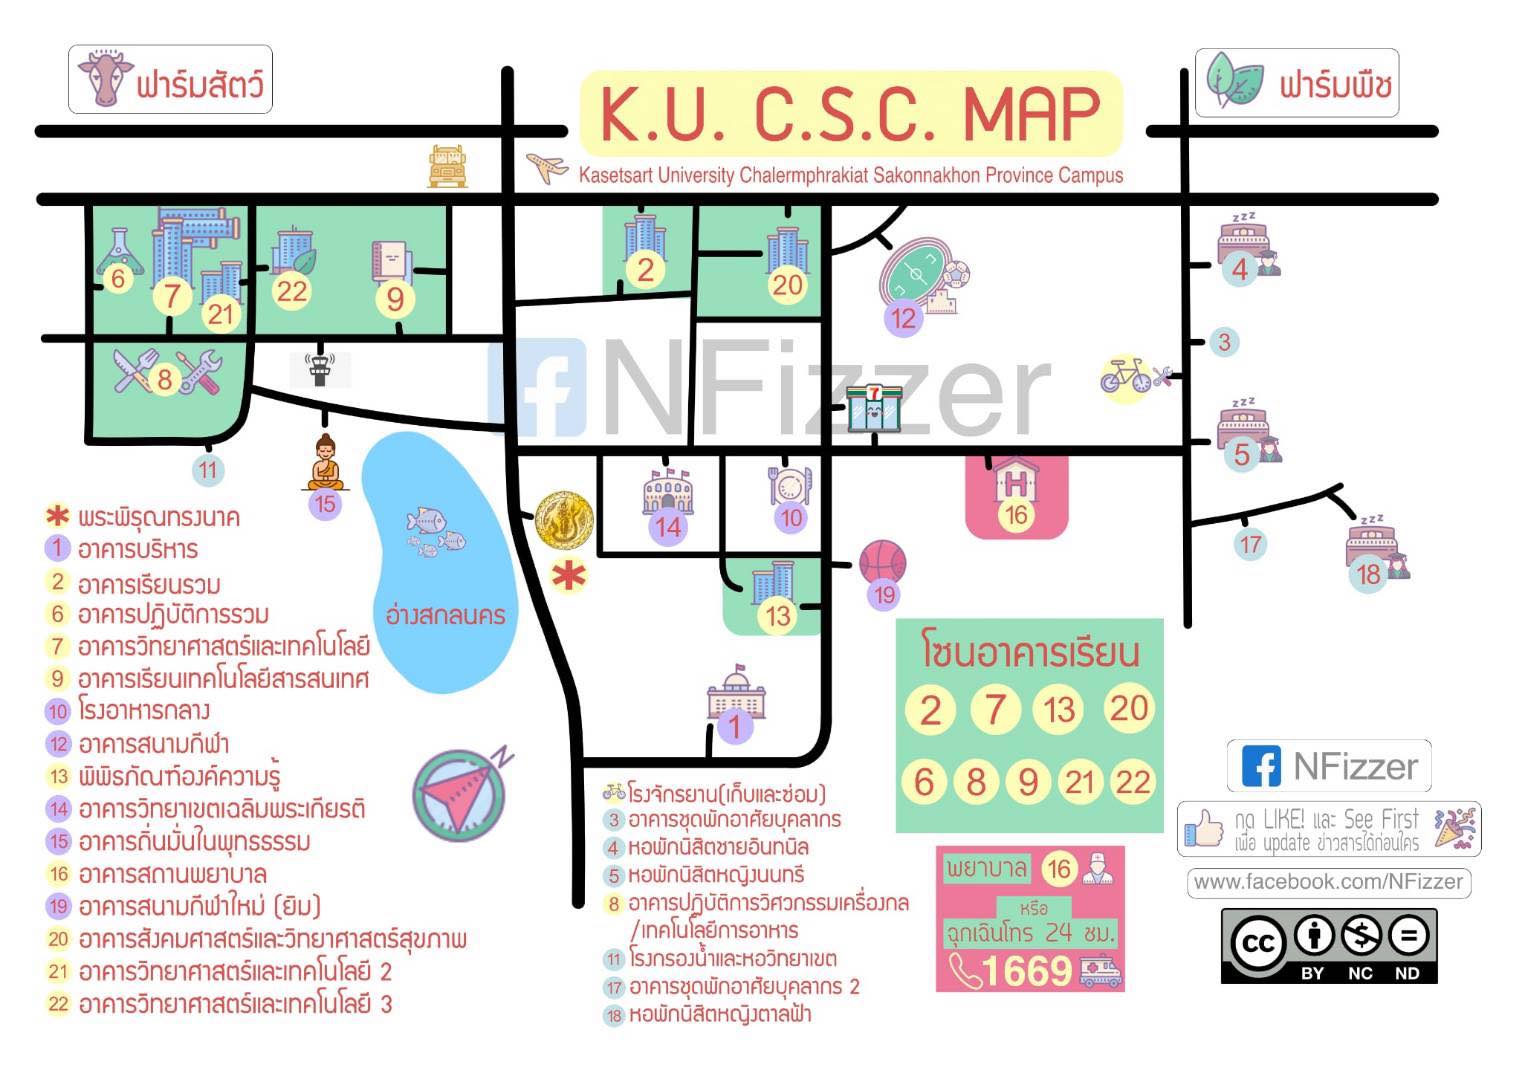 ฟาร์มสัตว์
K.U. C.S.C. MAP
Kasetsart University Chalermphrakiat Sakonnakhon Province Campus
ฟาร์มพืช
6
7
21
22
9
2
20
12
4
3
8
NFizzer
7
5
11
15
14
10
16
17
18
19
13
1
อ่างสกลนคร
N
* พระพิรุณทรงนาค
1 อาคารบริหาร
2 อาคารเรียนรวม
6 อาคารปฏิบัติการรวม
7 อาคารวิทยาศาสตร์และเทคโนโลยี
9 อาคารเรียนเทคโนโลยีสารสนเทศ
10 โรงอาหารกลาง
12 อาคารสนามกีฬา
13 พิพิธภัณฑ์องค์ความรู้
14 อาคารวิทยาเขตเฉลิมพระเกียรติ
15 อาคารถิ่นมั่นในพุทธธรรม
16 อาคารสถานพยาบาล
19 อาคารสนามกีฬาใหม่ (ยิม)
20 อาคารสังคมศาสตร์และวิทยาศาสตร์สุขภาพ
21 อาคารวิทยาศาสตร์และเทคโนโลยี 2
22 อาคารวิทยาศาสตร์และเทคโนโลยี 3
โรงจักรยาน(เก็บและซ่อม)
3 อาคารชุดพักอาศัยบุคลากร
4 หอพักนิสิตชายอินทนิล
5 หอพักนิสิตหญิงนนทรี
8 อาคารปฏิบัติการวิศวกรรมเครื่องกล
/เทคโนโลยีการอาหาร
11 โรงกรองน้ำและหอวิทยาเขต
17 อาคารชุดพักอาศัยบุคลากร 2
18 หอพักนิสิตหญิงตาลฟ้า
โซนอาคารเรียน
2 7 13 20
6 8 9 21 22
พยาบาล 16
หรือ
ฉุกเฉินโทร 24 ชม.
1669
NFizzer
กด LIKE! และ See First
เพื่อ update ข่าวสารได้ก่อนใคร
www.facebook.com/NFizzer
cc
BY NC ND